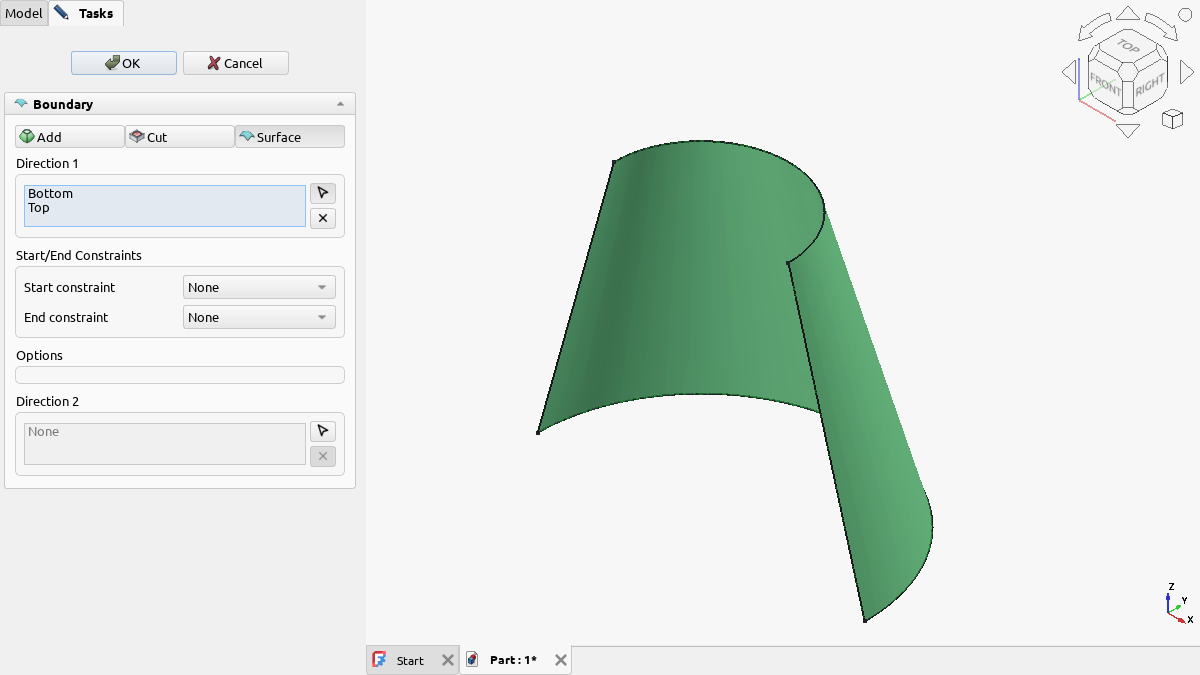 Model Tasks
OK Cancel
Boundary
Add Cut Surface
Direction 1
Bottom
Top
Start/End Constraints
Start constraint None
End constraint None
Options
Direction 2
None
TOP
FRONT RIGHT
Z
Y
X
Start Part : 1*